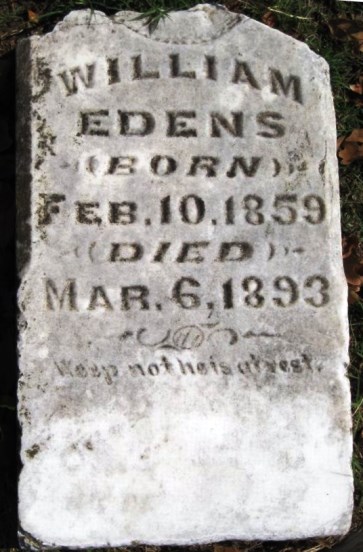 WILLIAM
EDENS
BORN
FEB. 10. 1859
DIED
MAR. 6, 1893
Weep not he is at rest.